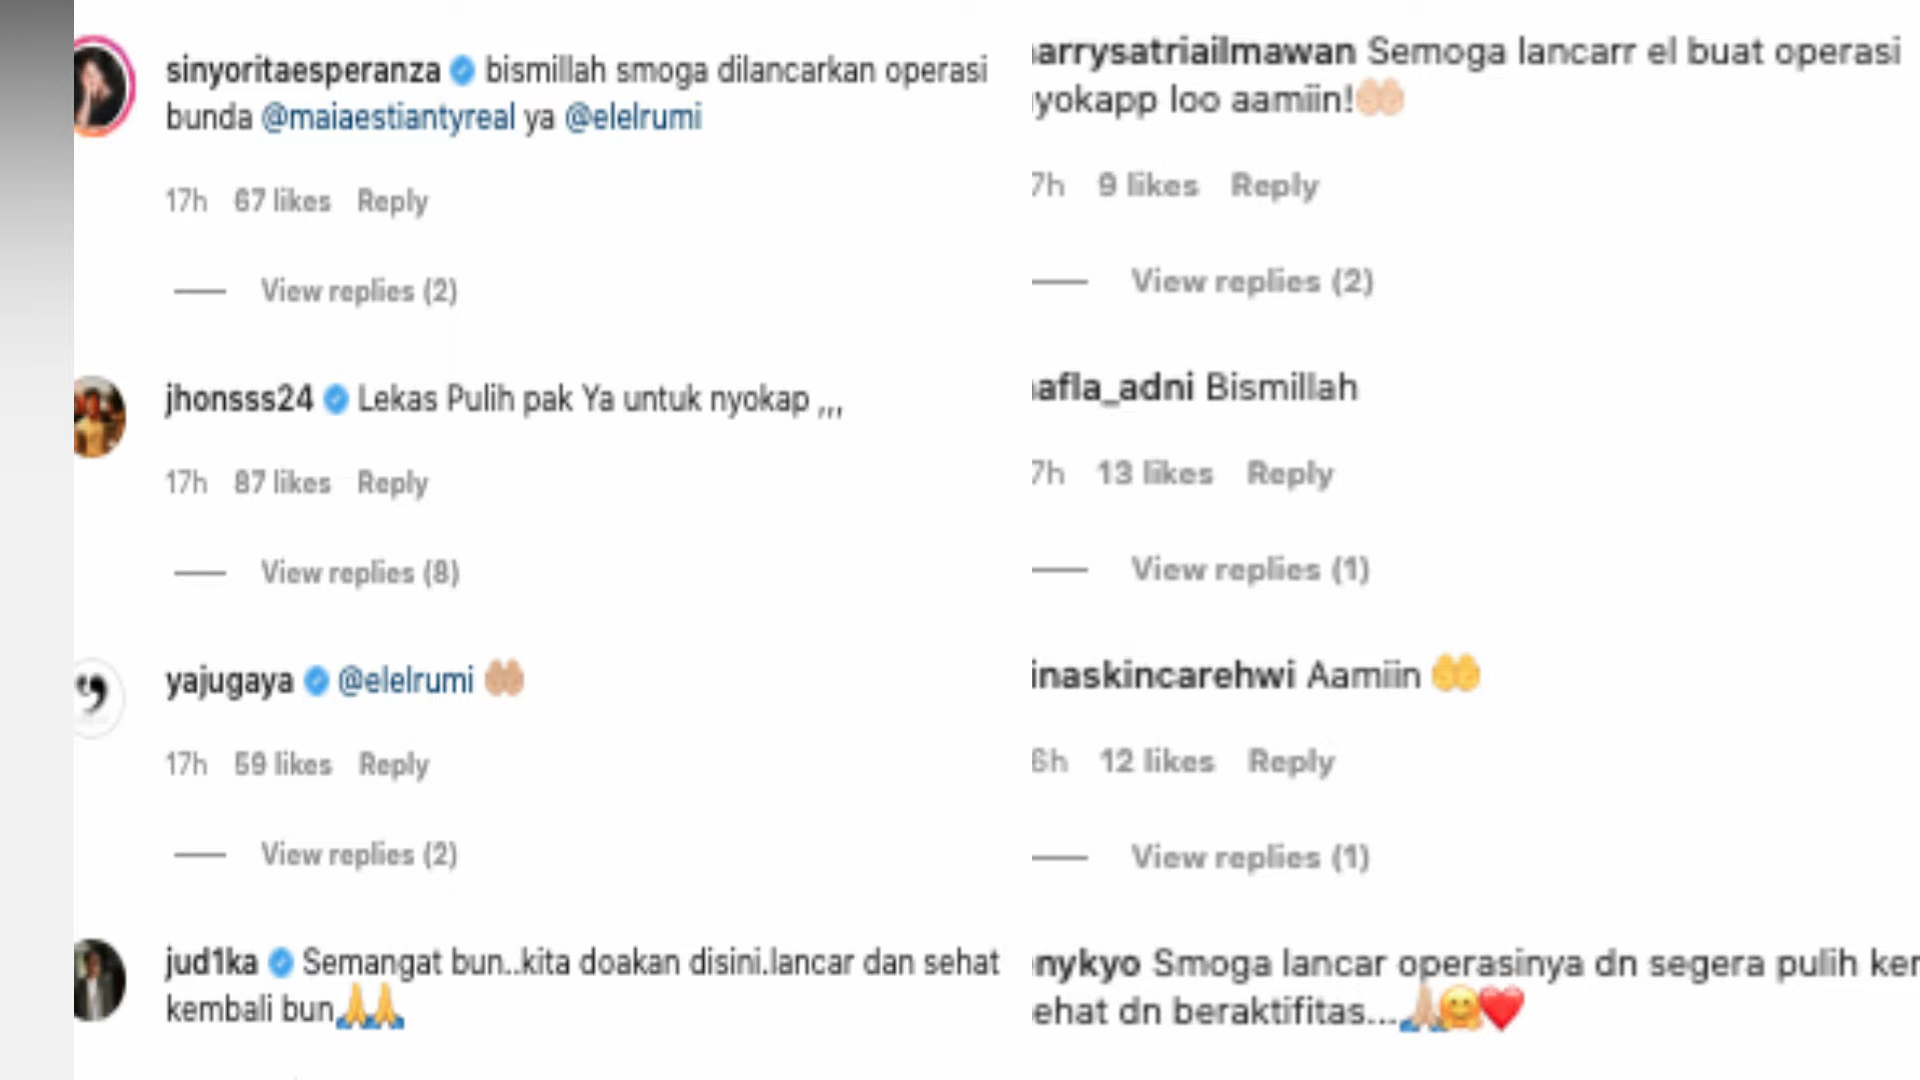 sinyoritaesperanza bismillah smoga dilancarkan operasi
bunda @maiaestiantyreal ya @elelrumi
17h 67 likes Reply
View replies (2)
jhonsss24 Lekas Pulih pak Ya untuk nyokap ,,,
17h 87 likes Reply
View replies (8)
yajugaya @elelrumi 🤲🏽
17h 59 likes Reply
View replies (2)
jud1ka Semangat bun..kita doakan disini.lancar dan sehat
kembali bun🙏🙏
arrysatriailmawan Semoga lancarr el buat operasi
yokapp loo aamiin!🤲🏻
7h 9 likes Reply
View replies (2)
afla_adni Bismillah
7h 13 likes Reply
View replies (1)
inaskincarehwi Aamiin 🤲
6h 12 likes Reply
View replies (1)
nykyo Smoga lancar operasinya dn segera pulih ker
ehat dn beraktifitas...🙏🏼🤗❤️